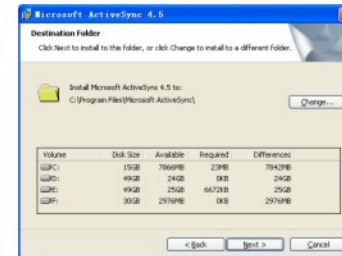 Microsoft ActiveSync 4.5
Destination Folder
Click Next to install to this folder, or click Change to install to a different folder.
Install Microsoft ActiveSync 4.5 to:
C:\Program Files\Microsoft ActiveSync\
Change...
Volume Disk Size Available Required Differences
C: 15GB 7866MB 23MB 7842MB
D: 49GB 24GB 0KB 24GB
E: 49GB 25GB 6672KB 25GB
F: 30GB 2976MB 0KB 2976MB
< Back Next > Cancel